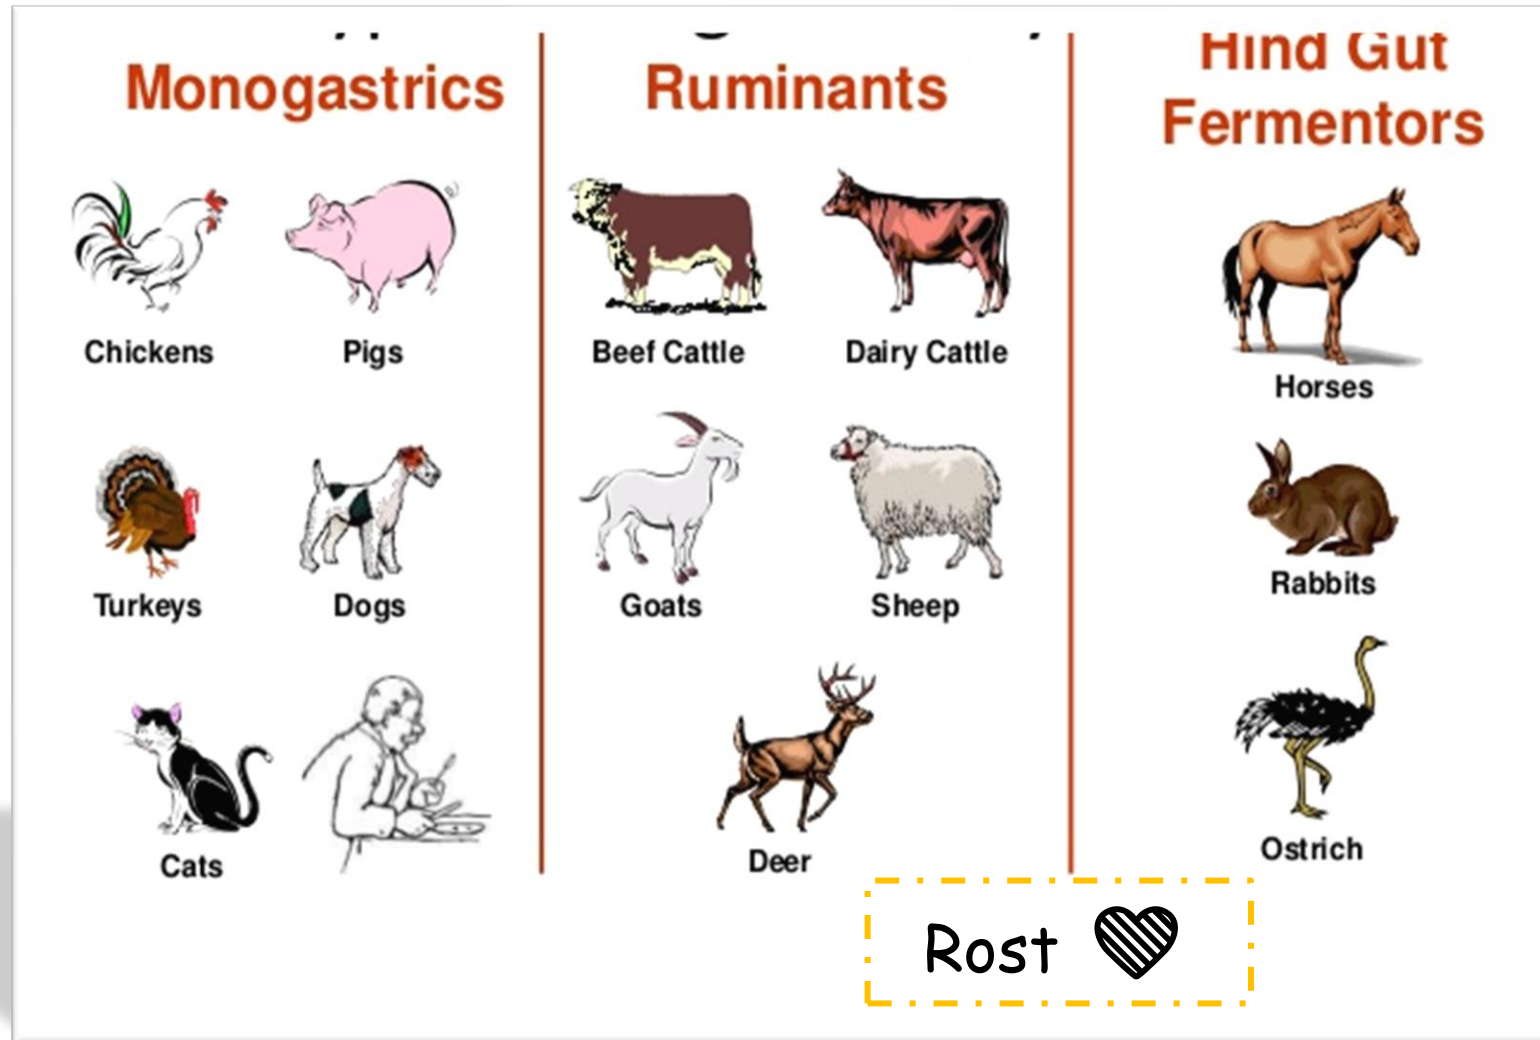 Monogastrics
Chickens
Pigs
Turkeys
Dogs
Cats
Ruminants
Beef Cattle
Dairy Cattle
Goats
Sheep
Deer
Hind Gut
Fermentors
Horses
Rabbits
Ostrich
Rost